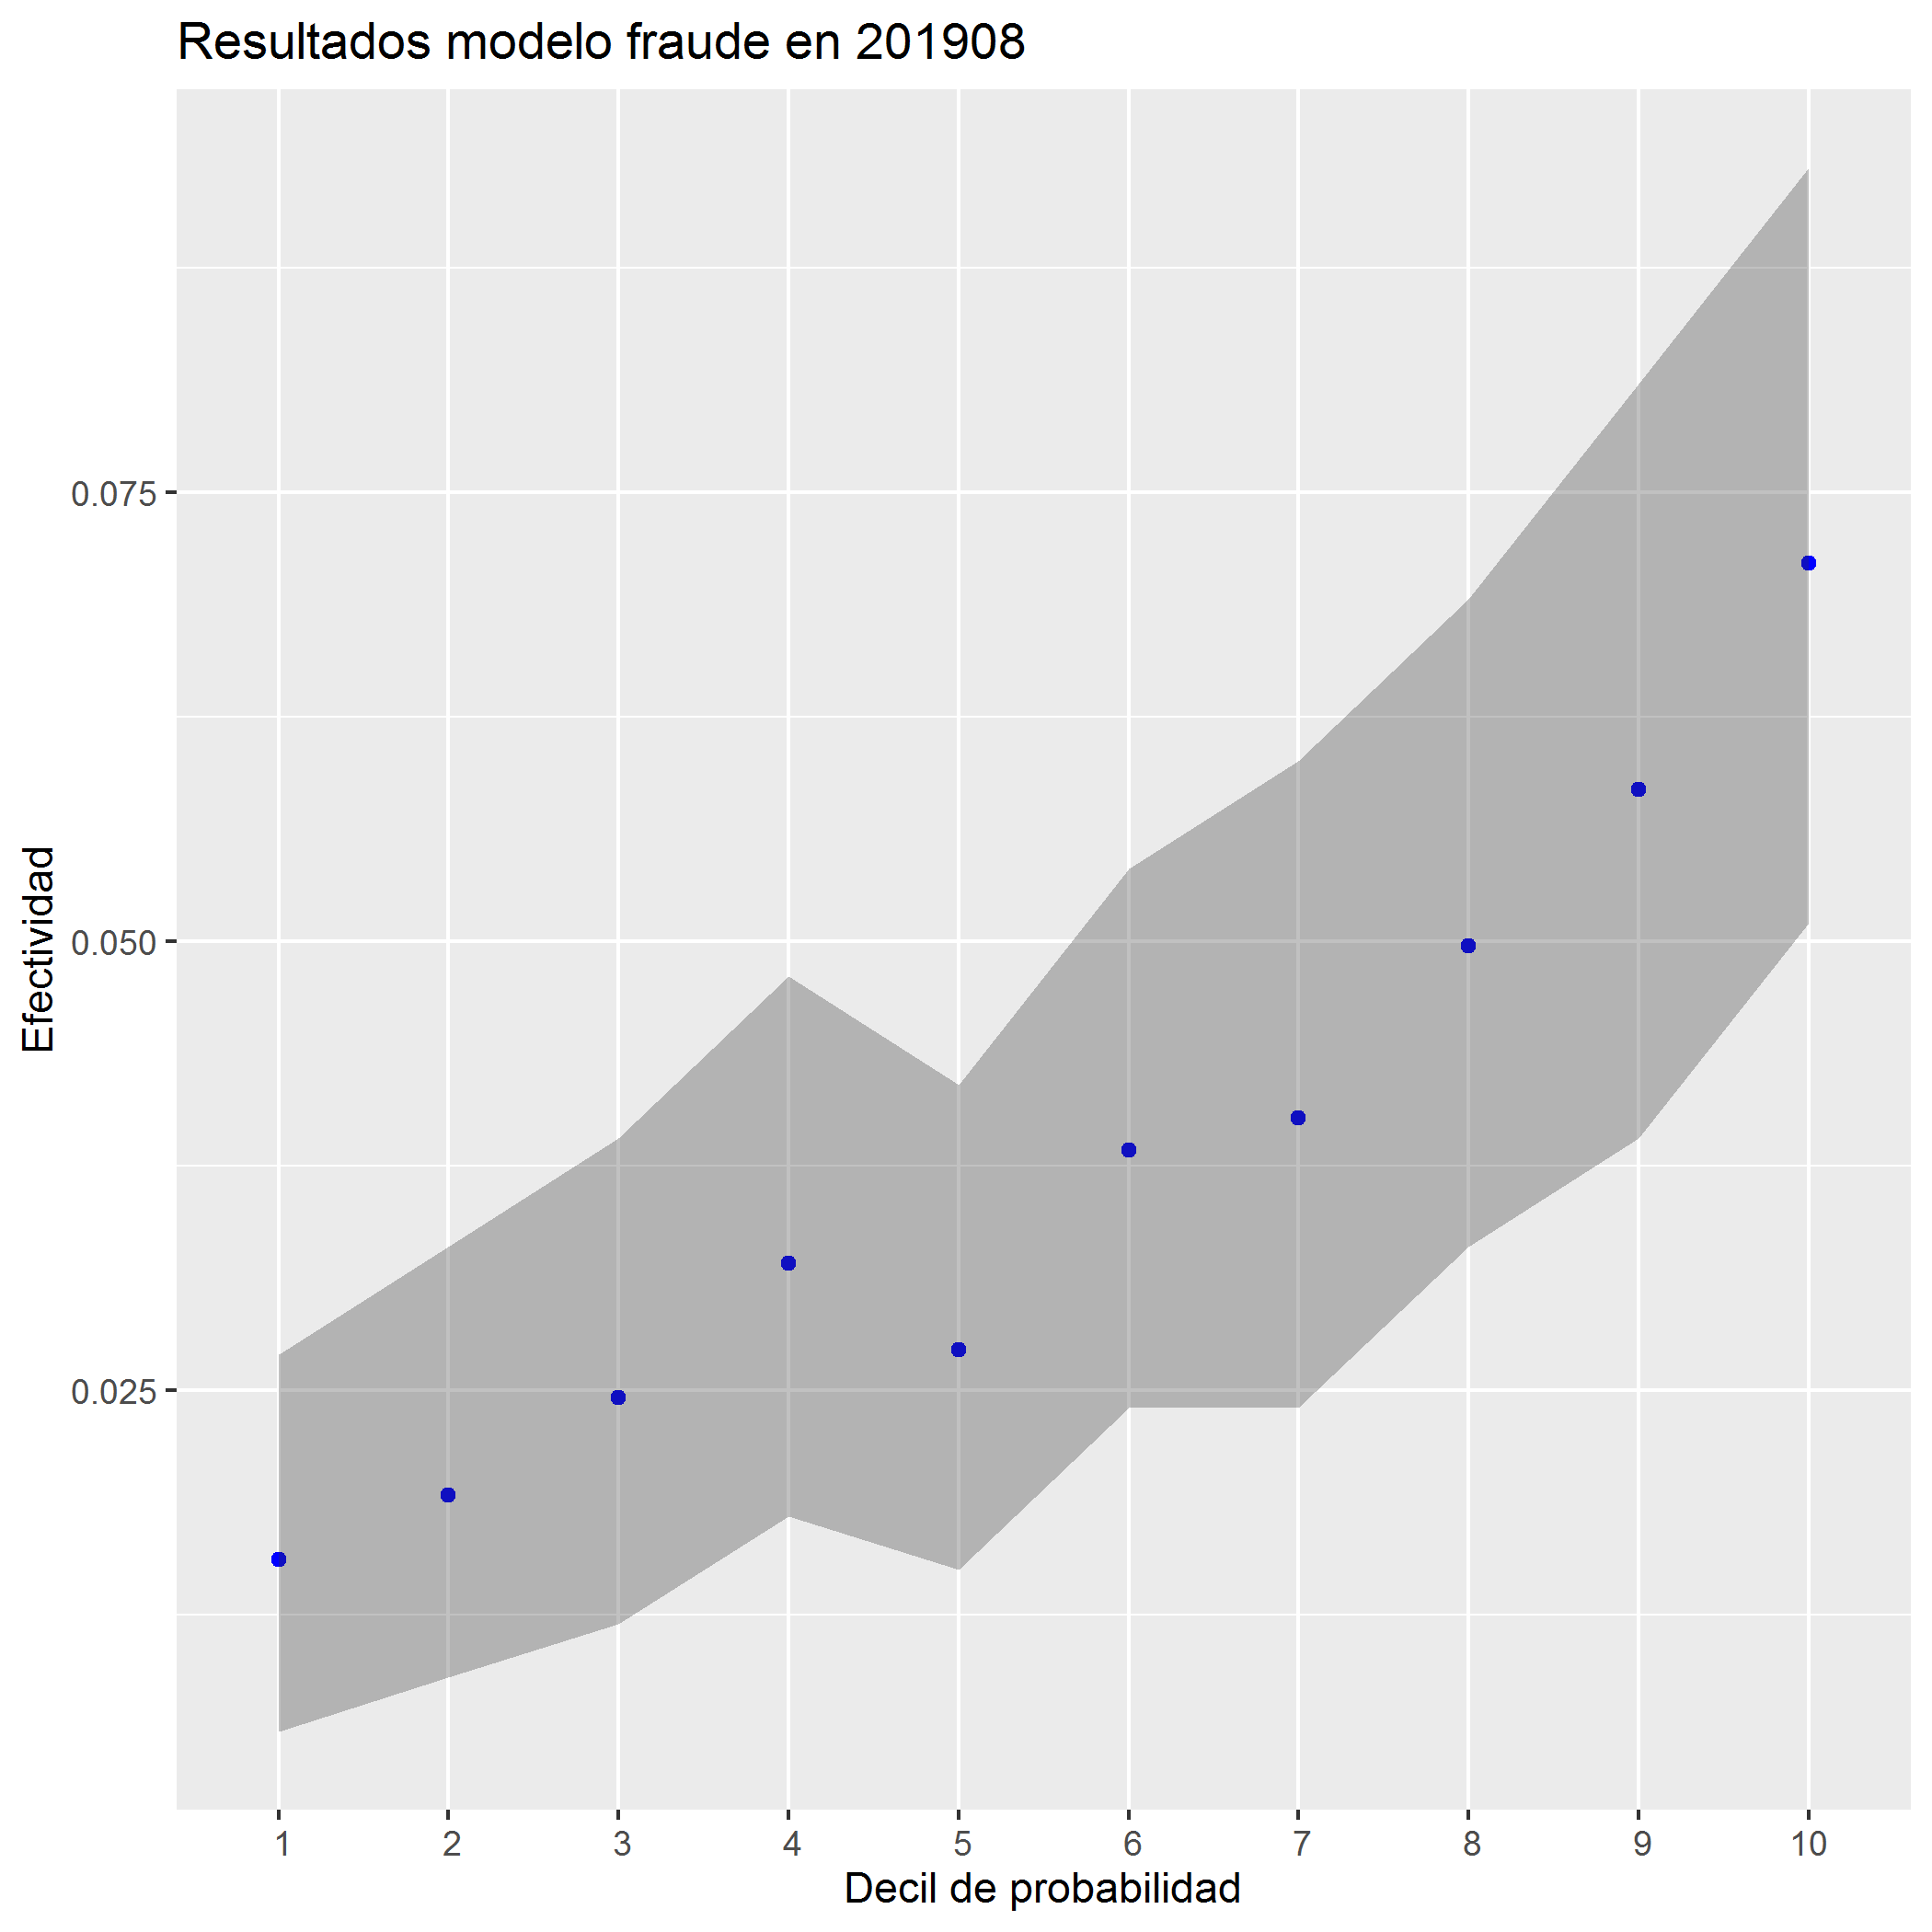 Resultados modelo fraude en 201908
Efectividad
0.075
0.050
0.025
1 2 3 4 5 6 7 8 9 10
Decil de probabilidad